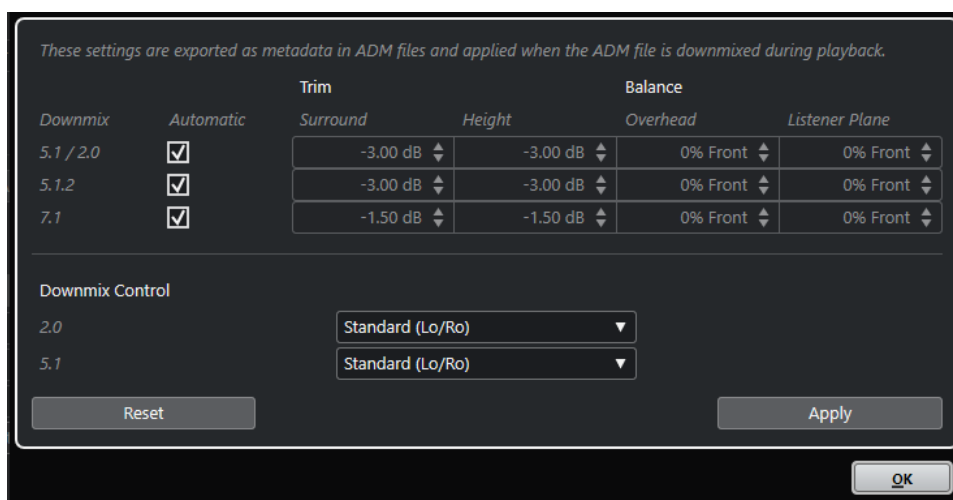 These settings are exported as metadata in ADM files and applied when the ADM file is downmixed during playback.
Trim Balance
Downmix Automatic Surround Height Overhead Listener Plane
5.1 / 2.0 -3.00 dB -3.00 dB 0% Front 0% Front
5.1.2 -3.00 dB -3.00 dB 0% Front 0% Front
7.1 -1.50 dB -1.50 dB 0% Front 0% Front
Downmix Control
2.0 Standard (Lo/Ro)
5.1 Standard (Lo/Ro)
Reset Apply
OK